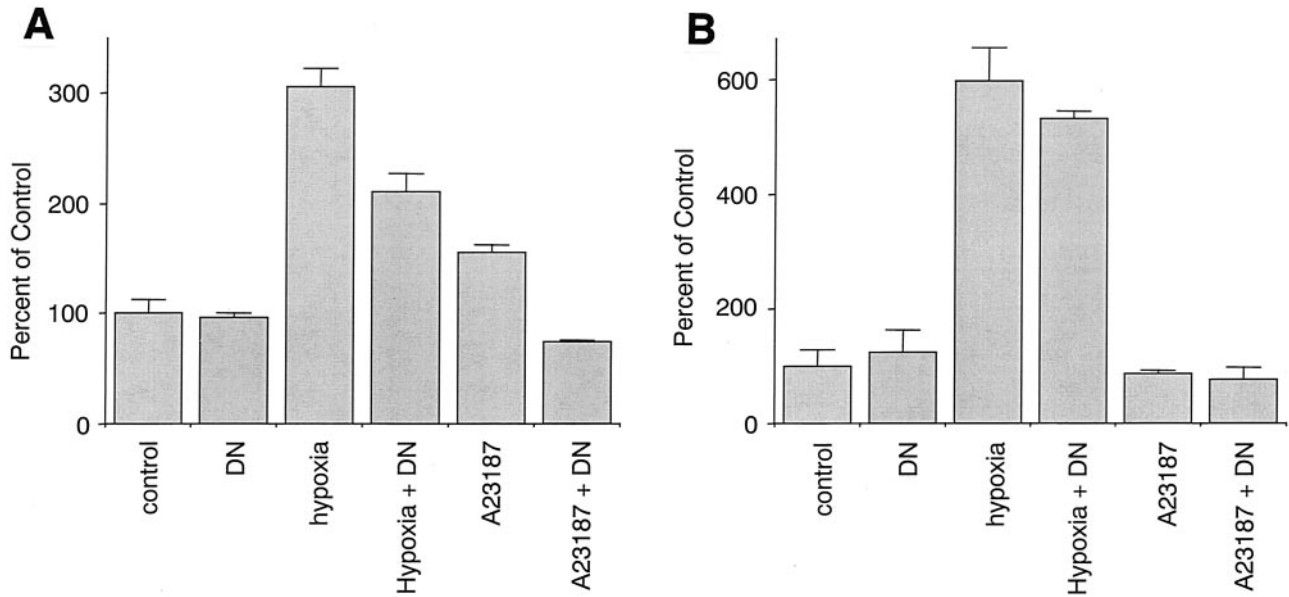 A
Percent of Control
300
200
100
0
control
DN
hypoxia
Hypoxia + DN
A23187
A23187 + DN
B
Percent of Control
600
400
200
0
control
DN
hypoxia
Hypoxia + DN
A23187
A23187 + DN